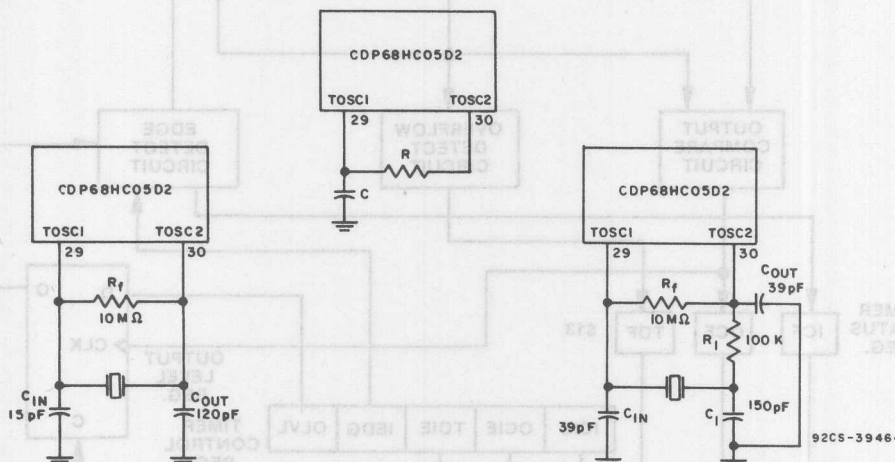 CDP68HC05D2
TOSC1
TOSC2
29
30
R
C
CDP68HC05D2
TOSC1
TOSC2
29
30
Rf
10MΩ
CIN
15pF
COUT
120pF
CDP68HC05D2
TOSC1
TOSC2
29
30
COUT
39pF
Rf
10MΩ
R1
100 K
39pF
CIN
C1
150pF
92CS-3946
EDGE
DETECT
CIRCUIT
OVERFLOW
DETECT
CIRCUIT
OUTPUT
COMPARE
CIRCUIT
CLK
C
OUTPUT
LEVEL
REG.
TIMER
CONTROL
OLVL
IEDG
TOIE
OCIE
TOF
OCF
ICF
$13